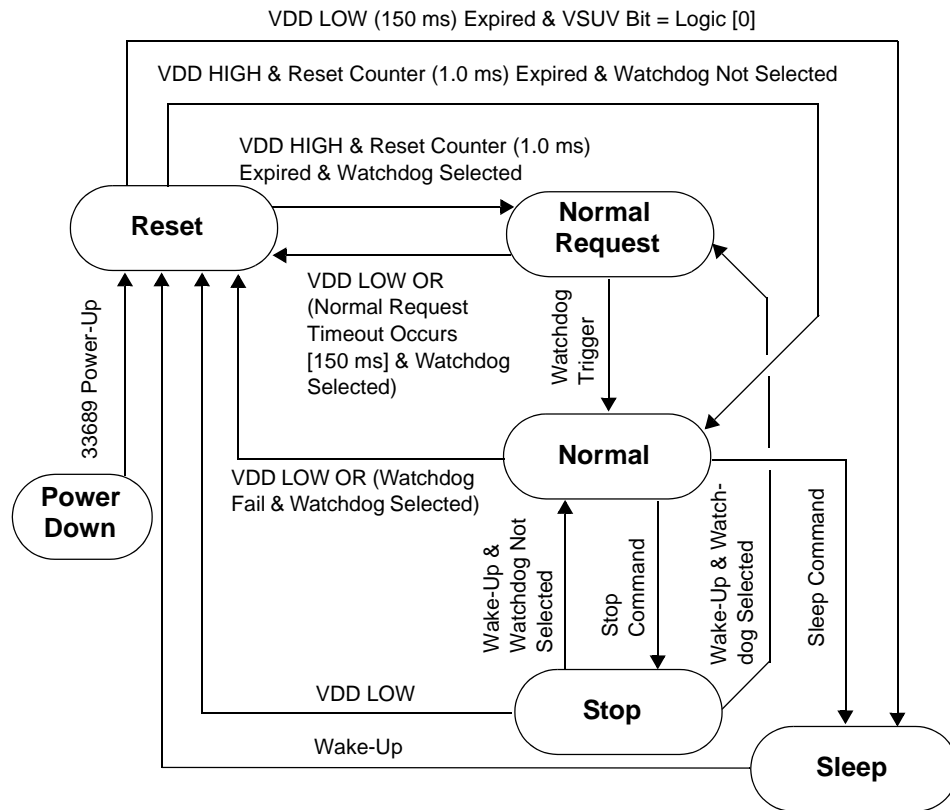 VDD LOW (150 ms) Expired & VSUV Bit = Logic [0]
VDD HIGH & Reset Counter (1.0 ms) Expired & Watchdog Not Selected
VDD HIGH & Reset Counter (1.0 ms)
Expired & Watchdog Selected
Reset
Normal
Request
VDD LOW OR
(Normal Request
Timeout Occurs
[150 ms] & Watchdog
Selected)
Watchdog
Trigger
33689 Power-Up
Normal
VDD LOW OR (Watchdog
Fail & Watchdog Selected)
Power
Down
Wake-Up &
Watchdog Not
Selected
Stop
Command
Wake-Up & Watch-
dog Selected
Sleep Command
VDD LOW
Stop
Wake-Up
Sleep